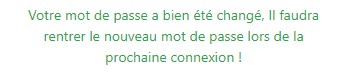 Votre mot de passe a bien été changé, Il faudra
rentrer le nouveau mot de passe lors de la
prochaine connexion !